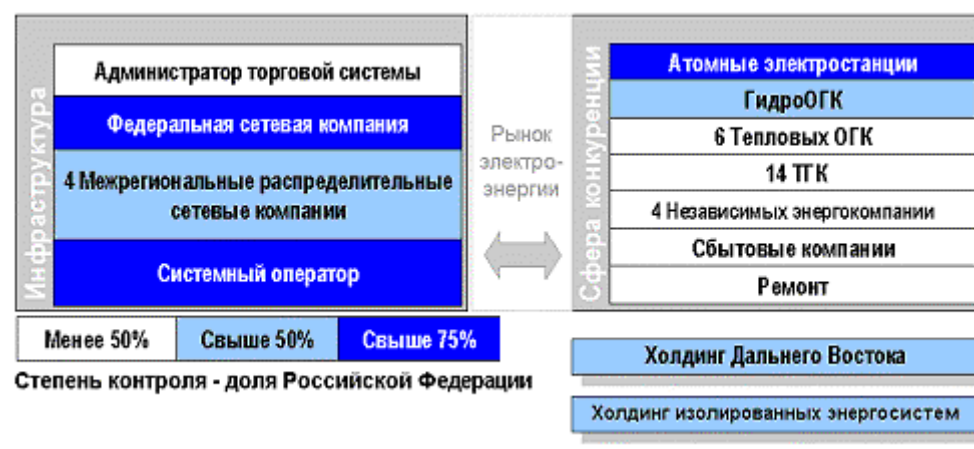 Инфраструктура
Администратор торговой системы
Федеральная сетевая компания
4 Межрегиональные распределительные
сетевые компании
Системный оператор
Рынок
электро-
энергии
Сфера конкуренции
Атомные электростанции
ГидроОГК
6 Тепловых ОГК
14 ТГК
4 Независимых энергокомпании
Сбытовые компании
Ремонт
Менее 50%
Свыше 50%
Свыше 75%
Степень контроля - доля Российской Федерации
Холдинг Дальнего Востока
Холдинг изолированных энергосистем